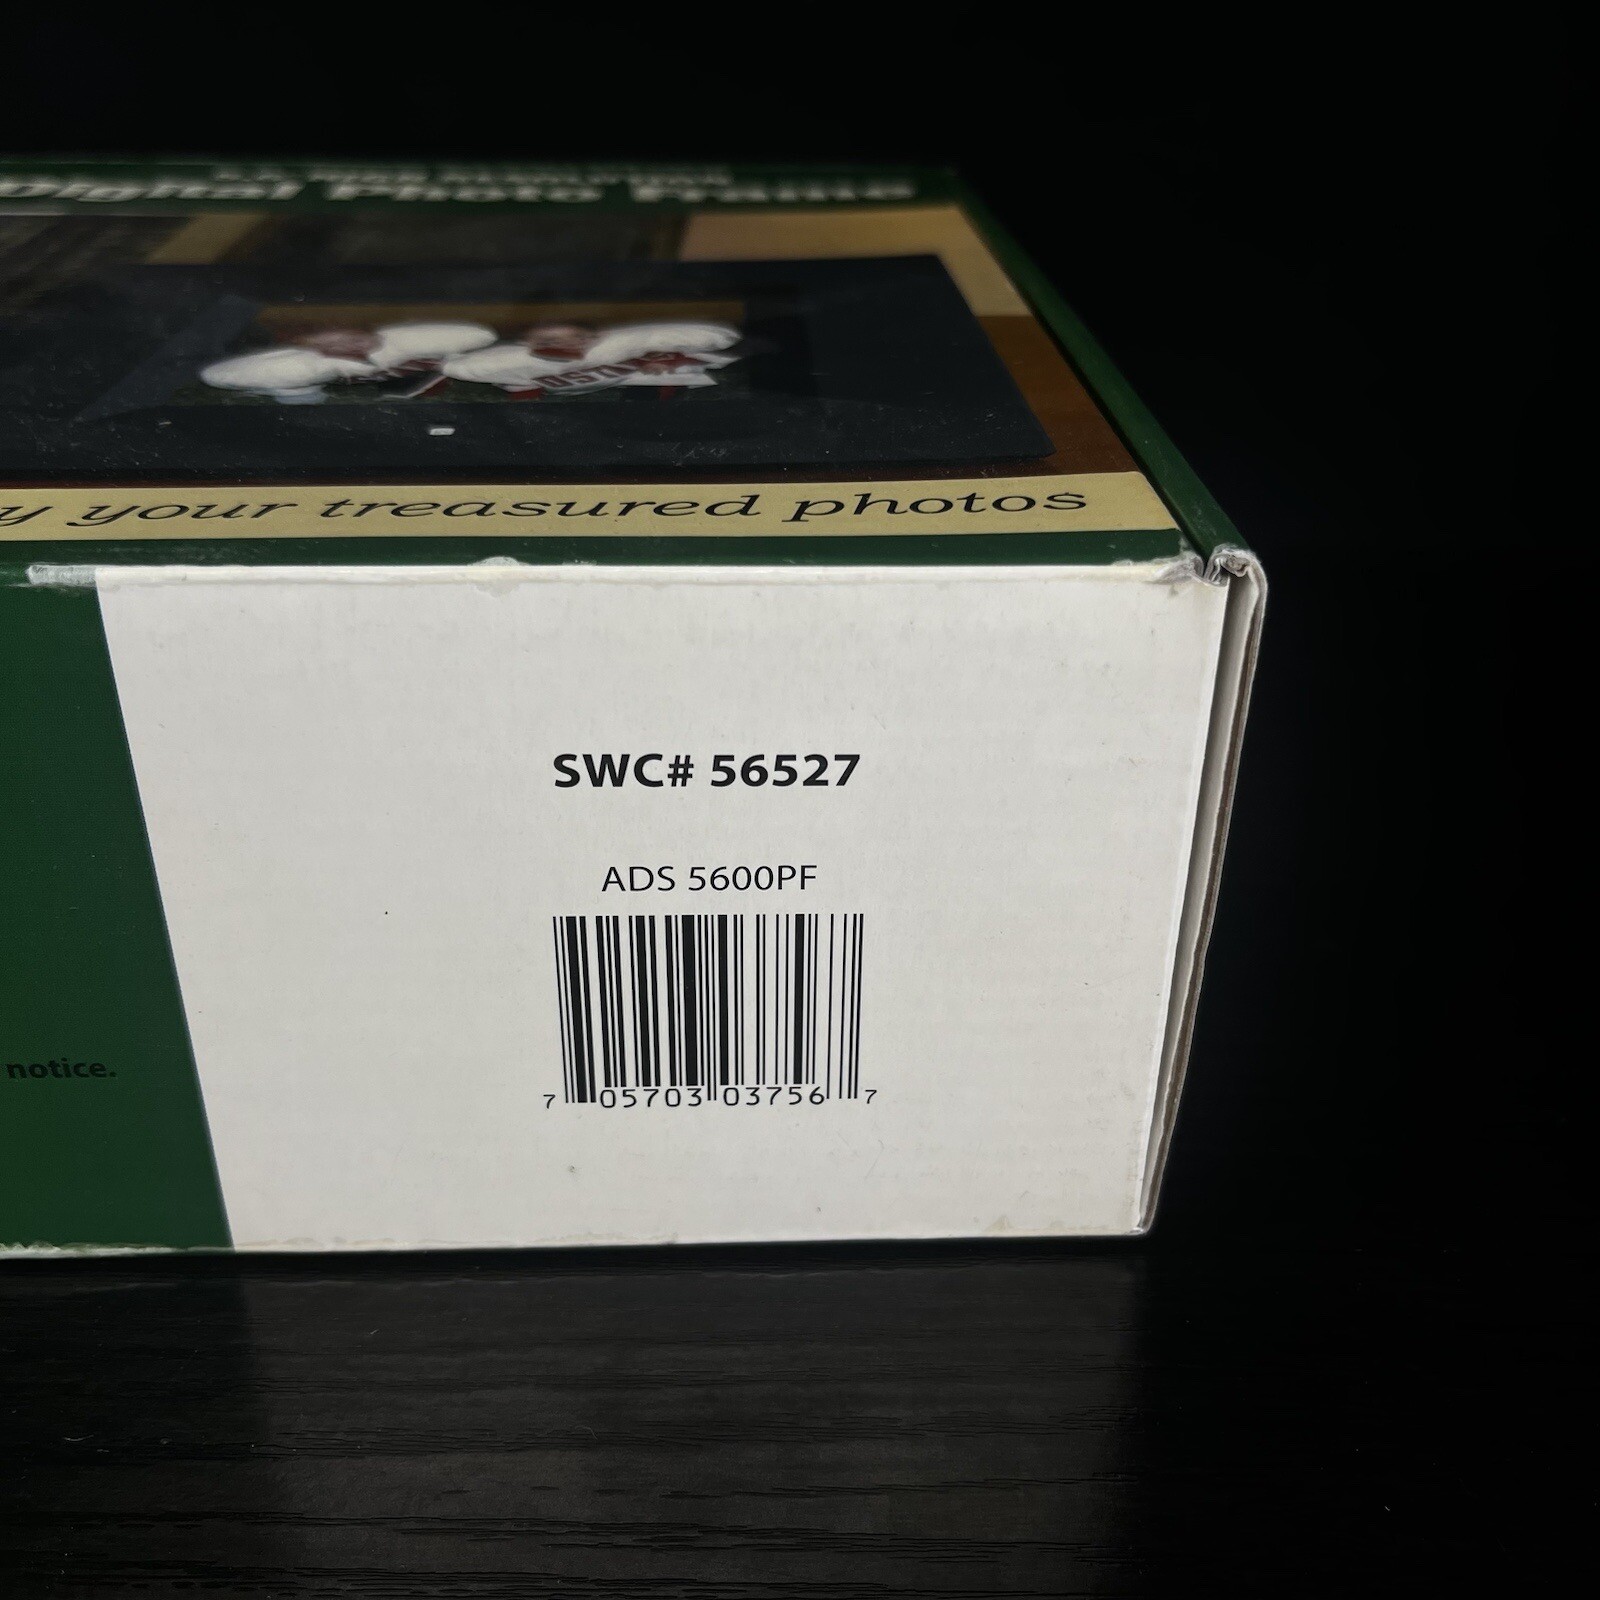 Digital Photo Frame
your treasured photos
SWC# 56527
ADS 5600PF
7 05703 03756 7
notice.